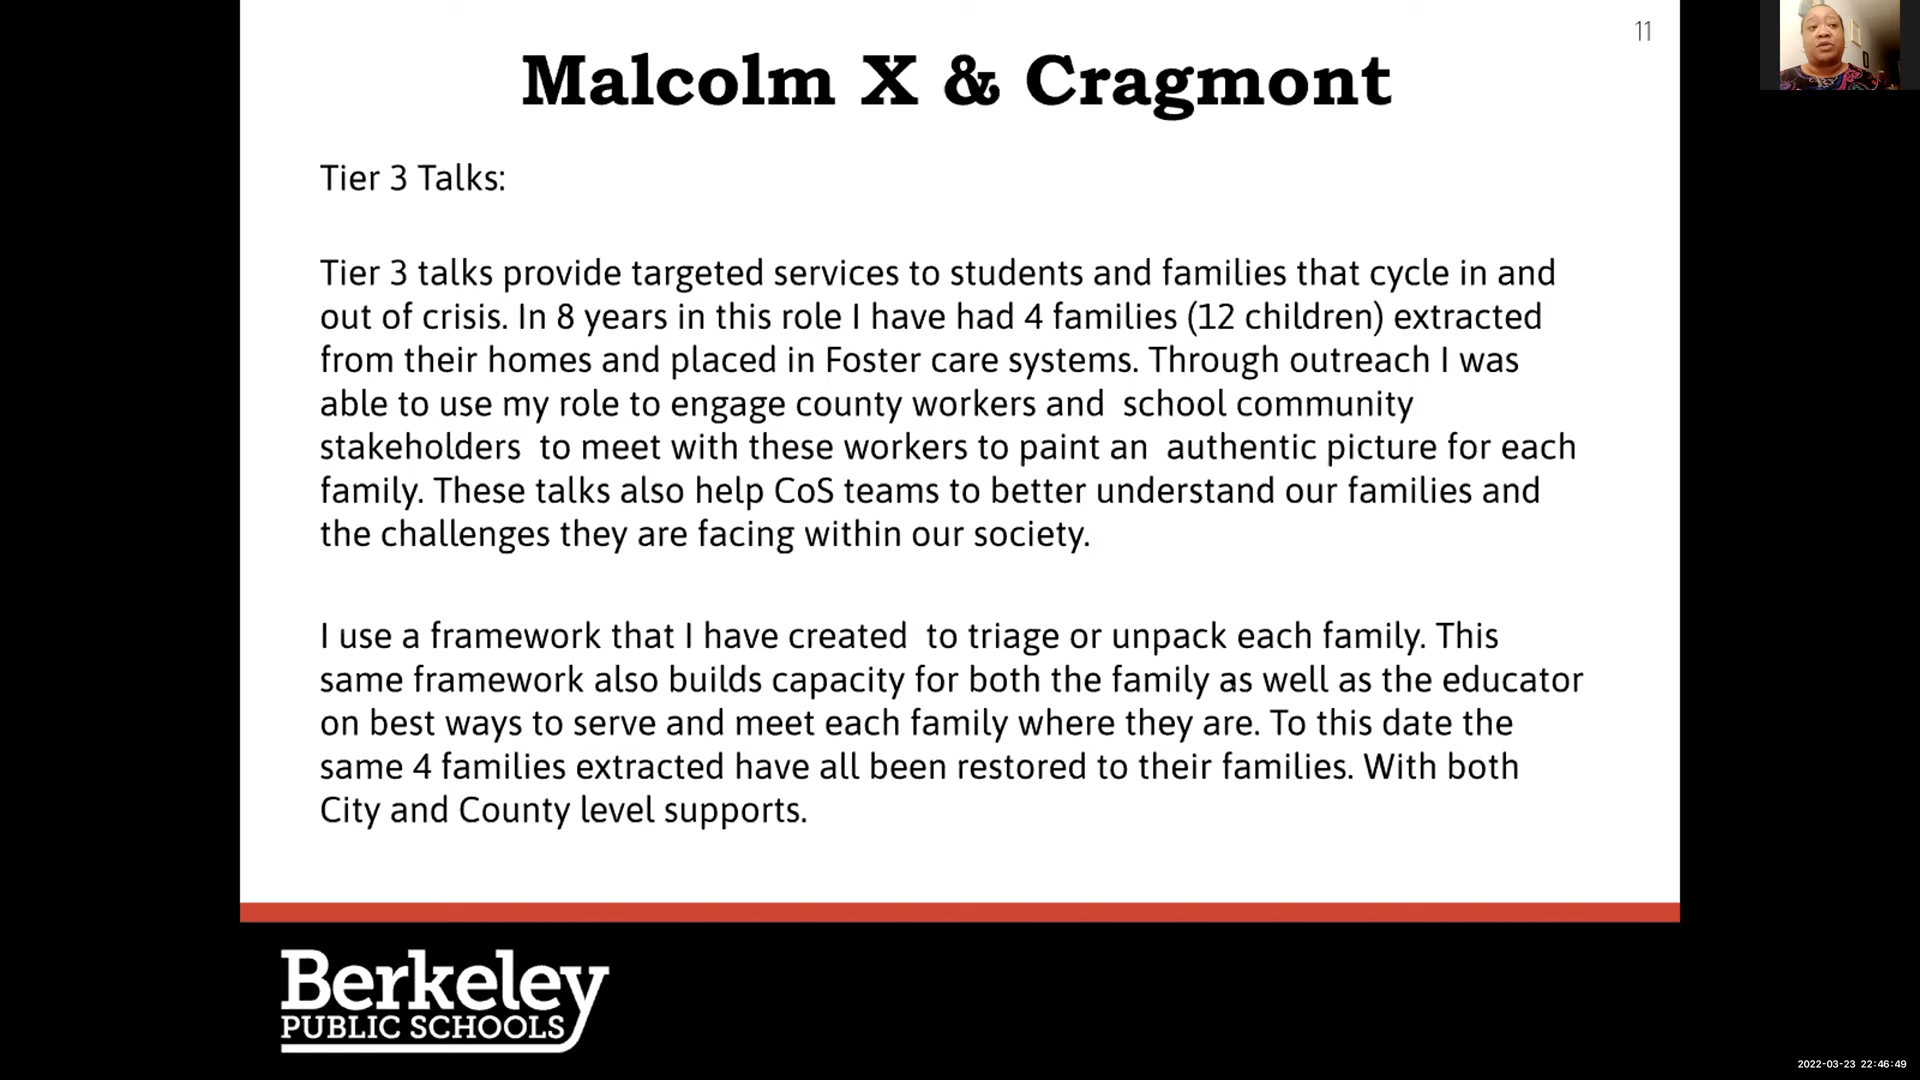 11
Malcolm X & Cragmont
Tier 3 Talks:
Tier 3 talks provide targeted services to students and families that cycle in and
out of crisis. In 8 years in this role I have had 4 families (12 children) extracted
from their homes and placed in Foster care systems. Through outreach I was
able to use my role to engage county workers and  school community
stakeholders  to meet with these workers to paint an  authentic picture for each
family. These talks also help CoS teams to better understand our families and
the challenges they are facing within our society.
I use a framework that I have created  to triage or unpack each family. This
same framework also builds capacity for both the family as well as the educator
on best ways to serve and meet each family where they are. To this date the
same 4 families extracted have all been restored to their families. With both
City and County level supports.
Berkeley
PUBLIC SCHOOLS
2022-03-23 22:46:49